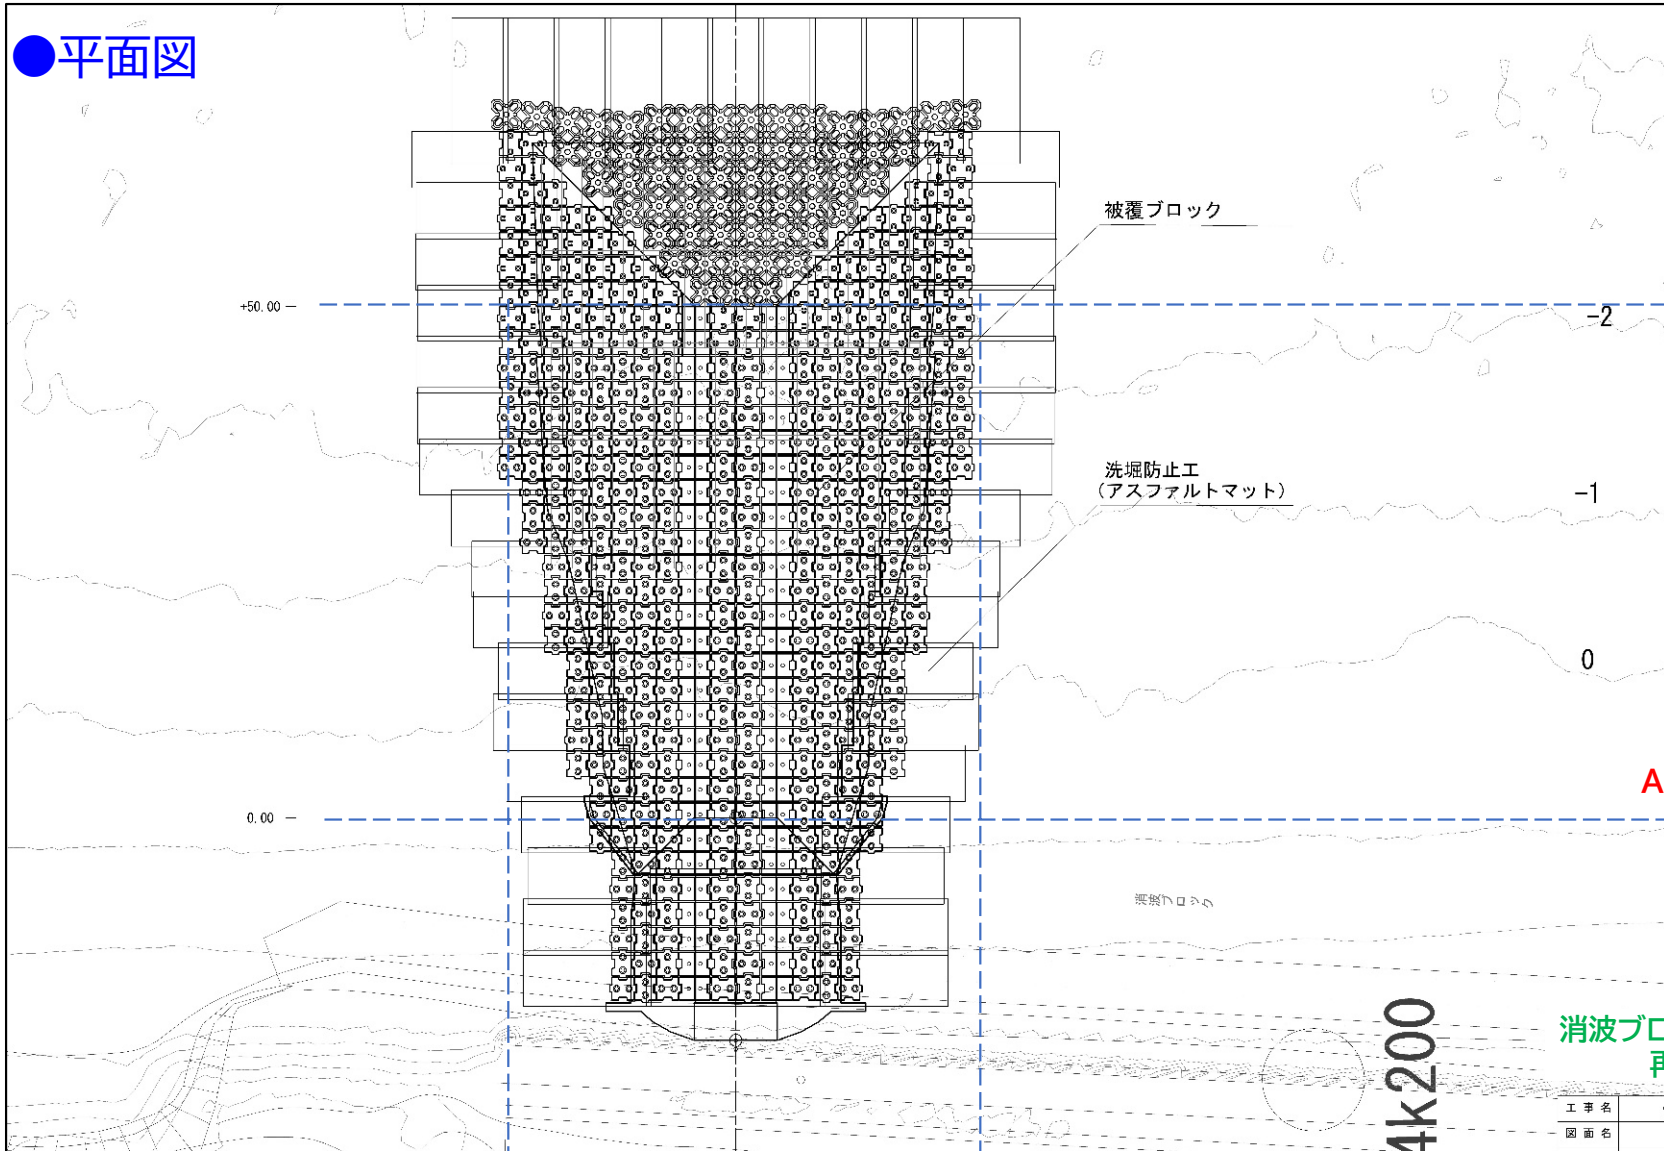 ●平面図
被覆ブロック
+50.00
-2
洗堀防止工
(アスファルトマット)
-1
0
A
0.00
消波ブロック
4k200
消波ブロ
再
工事名
図面名